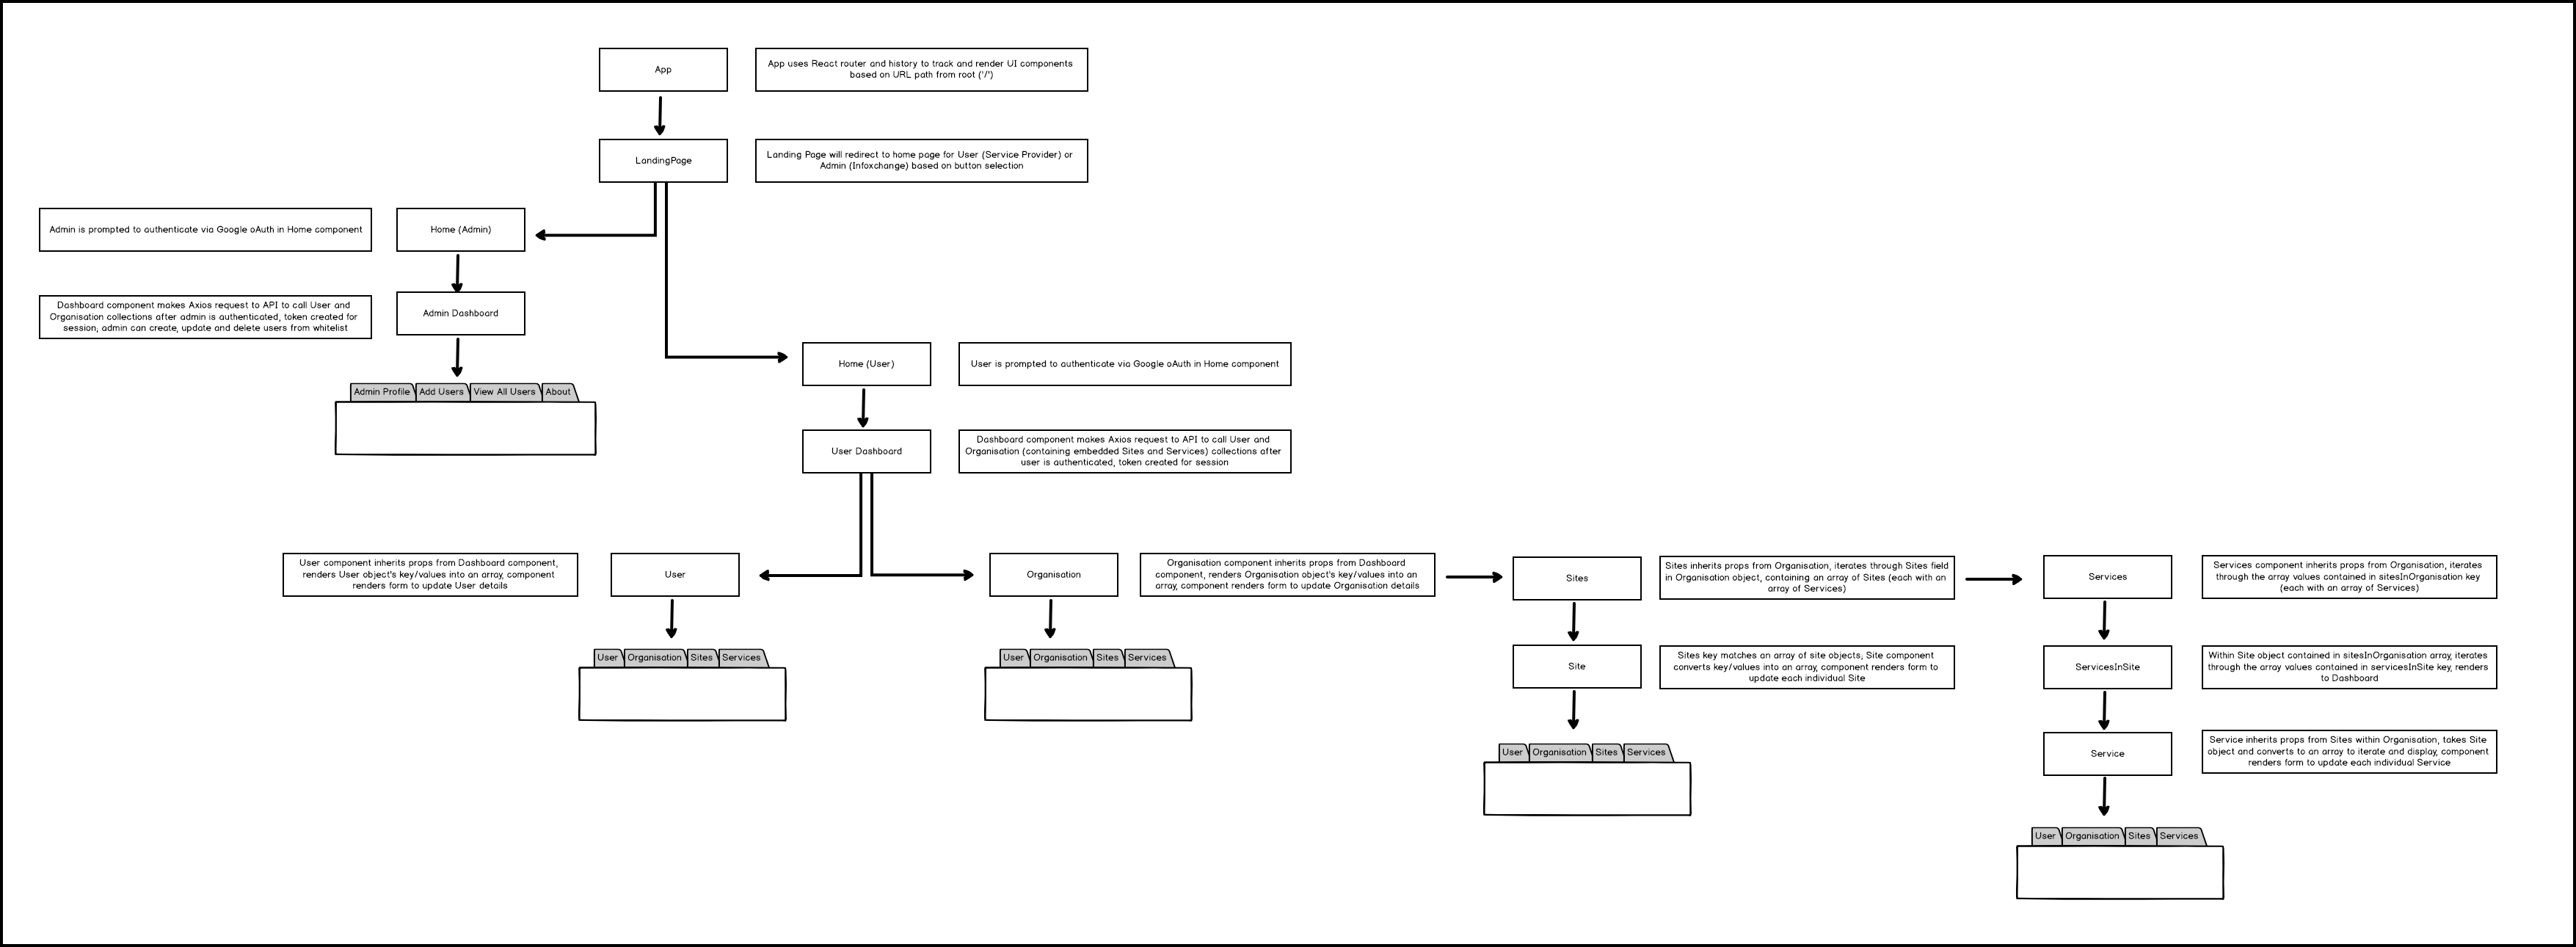 App
App uses React router and history to track and render UI components
based on URL path from root ('/')
LandingPage
Landing Page will redirect to home page for User (Service Provider) or
Admin (Infoxchange) based on button selection
Admin is prompted to authenticate via Google oAuth in Home component
Home (Admin)
Dashboard component makes Axios request to API to call User and
Organisation collections after admin is authenticated, token created for
session, admin can create, update and delete users from whitelist
Admin Dashboard
Admin Profile
Add Users
View All Users
About
Home (User)
User is prompted to authenticate via Google oAuth in Home component
User Dashboard
Dashboard component makes Axios request to API to call User and
Organisation (containing embedded Sites and Services) collections after
user is authenticated, token created for session
User component inherits props from Dashboard component,
renders User object's key/values into an array, component
renders form to update User details
User
User
Organisation
Sites
Services
Organisation
Organisation component inherits props from Dashboard
component, renders Organisation object's key/values into an
array, component renders form to update Organisation details
User
Organisation
Sites
Services
Sites
Sites inherits props from Organisation, iterates through Sites field
in Organisation object, containing an array of Sites (each with an
array of Services)
Site
Sites key matches an array of site objects, Site component
converts key/values into an array, component renders form to
update each individual Site
User
Organisation
Sites
Services
Services
Services component inherits props from Organisation, iterates
through the array values contained in sitesInOrganisation key
(each with an array of Services)
ServicesInSite
Within Site object contained in sitesInOrganisation array, iterates
through the array values contained in servicesInSite key, renders
to Dashboard
Service
Service inherits props from Sites within Organisation, takes Site
object and converts to an array to iterate and display, component
renders form to update each individual Service
User
Organisation
Sites
Services